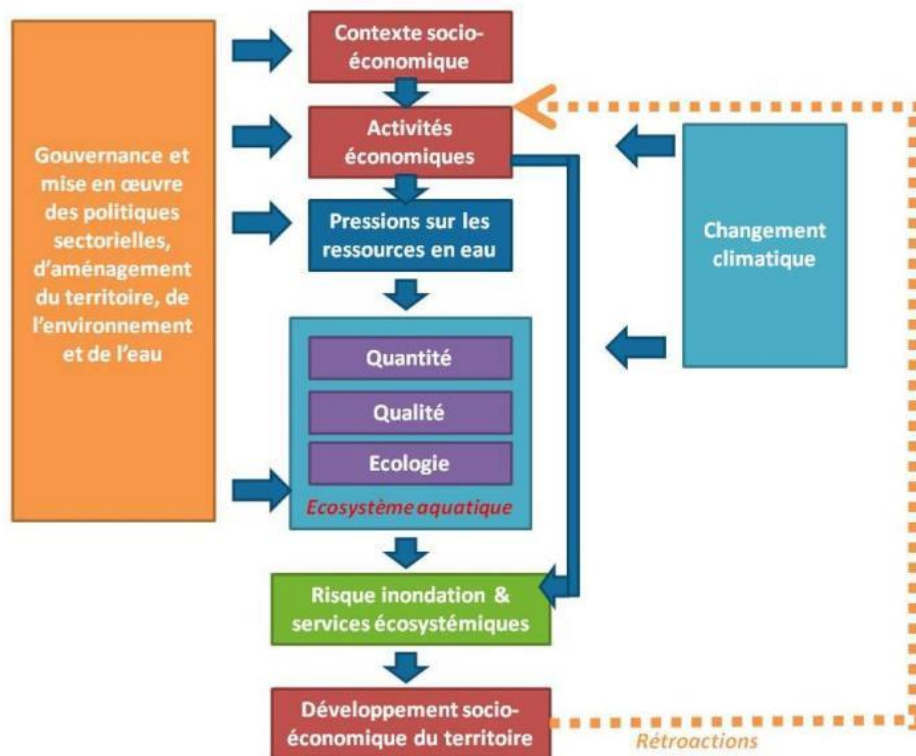 Contexte socio-
économique
Activités
économiques
Gouvernance et
mise en œuvre
des politiques
sectorielles,
d’aménagement
du territoire, de
l’environnement
et de l’eau
Pressions sur les
ressources en eau
Changement
climatique
Quantité
Qualité
Ecologie
Ecosystème aquatique
Risque inondation &
services écosystémiques
Développement socio-
économique du territoire
Rétroactions